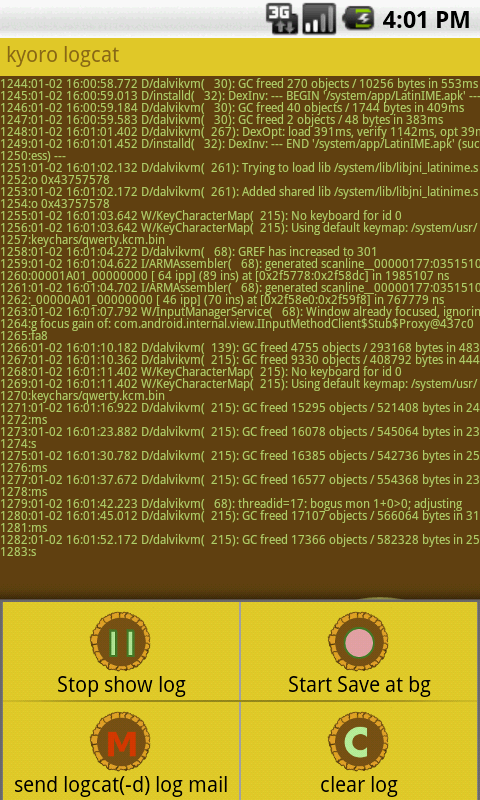 3G
4:01 PM
kyoro logcat
1244:01-02 16:00:58.772 D/dalvikvm(   30): GC freed 270 objects / 10256 bytes in 553ms
1245:01-02 16:00:59.013 D/installd(   32): DexInv: --- BEGIN '/system/app/LatinIME.apk' ---
1246:01-02 16:00:59.184 D/dalvikvm(   30): GC freed 40 objects / 1744 bytes in 409ms
1247:01-02 16:00:59.583 D/dalvikvm(   30): GC freed 2 objects / 48 bytes in 383ms
1248:01-02 16:01:01.402 D/dalvikvm(  267): DexOpt: load 391ms, verify 1142ms, opt 39m
1249:01-02 16:01:01.452 D/installd(   32): DexInv: --- END '/system/app/LatinIME.apk' (suc
1250:ess) ---
1251:01-02 16:01:02.132 D/dalvikvm(  261): Trying to load lib /system/lib/libjni_latinime.s
1252:o 0x43757578
1253:01-02 16:01:02.172 D/dalvikvm(  261): Added shared lib /system/lib/libjni_latinime.s
1254:o 0x43757578
1255:01-02 16:01:03.642 W/KeyCharacterMap(  215): No keyboard for id 0
1256:01-02 16:01:03.642 W/KeyCharacterMap(  215): Using default keymap: /system/usr/
1257:keychars/qwerty.kcm.bin
1258:01-02 16:01:04.272 D/dalvikvm(   68): GREF has increased to 301
1259:01-02 16:01:04.622 I/ARMAssembler(   68): generated scanline__00000177:0351510
1260:00001A01_00000000 [ 64 ipp] (89 ins) at [0x2f5778:0x2f58dc] in 1985107 ns
1261:01-02 16:01:04.702 I/ARMAssembler(   68): generated scanline__00000177:0351510
1262:_00000A01_00000000 [ 46 ipp] (70 ins) at [0x2f58e0:0x2f59f8] in 767779 ns
1263:01-02 16:01:07.792 W/InputManagerService(   68): Window already focused, ignorin
1264:g focus gain of: com.android.internal.view.IInputMethodClient$Stub$Proxy@437c0
1265:fa8
1266:01-02 16:01:10.182 D/dalvikvm(  139): GC freed 4755 objects / 293168 bytes in 483
1267:01-02 16:01:10.362 D/dalvikvm(  215): GC freed 9330 objects / 408792 bytes in 444
1268:01-02 16:01:11.402 W/KeyCharacterMap(  215): No keyboard for id 0
1269:01-02 16:01:11.402 W/KeyCharacterMap(  215): Using default keymap: /system/usr/
1270:keychars/qwerty.kcm.bin
1271:01-02 16:01:16.922 D/dalvikvm(  215): GC freed 15295 objects / 521408 bytes in 24
1272:ms
1273:01-02 16:01:23.882 D/dalvikvm(  215): GC freed 16078 objects / 545064 bytes in 23
1274:s
1275:01-02 16:01:30.782 D/dalvikvm(  215): GC freed 16385 objects / 542736 bytes in 25
1276:ms
1277:01-02 16:01:37.672 D/dalvikvm(  215): GC freed 16577 objects / 554368 bytes in 23
1278:ms
1279:01-02 16:01:42.223 D/dalvikvm(   68): threadid=17: bogus mon 1+0>0; adjusting
1280:01-02 16:01:45.012 D/dalvikvm(  215): GC freed 17107 objects / 566064 bytes in 31
1281:ms
1282:01-02 16:01:52.172 D/dalvikvm(  215): GC freed 17366 objects / 582328 bytes in 25
1283:s
Stop show log
Start Save at bg
M
C
send logcat(-d) log mail
clear log